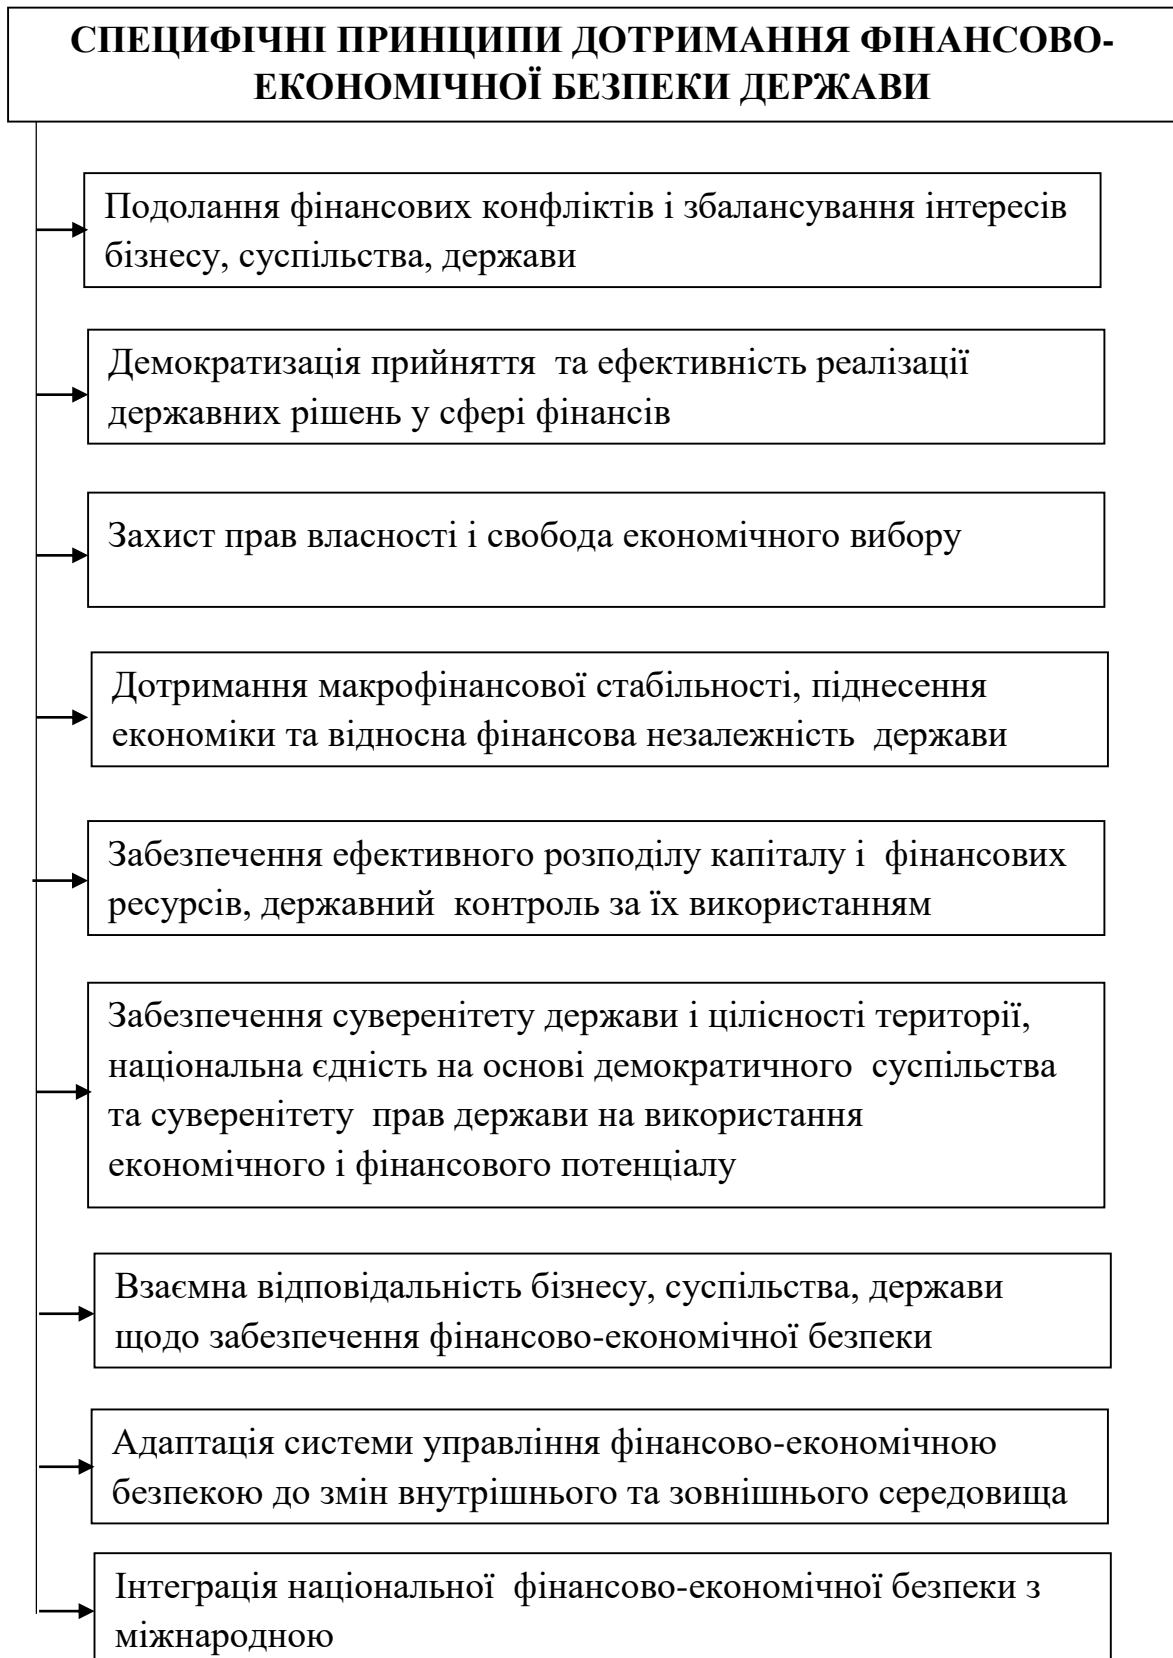 СПЕЦИФІЧНІ ПРИНЦИПИ ДОТРИМАННЯ ФІНАНСОВО-
ЕКОНОМІЧНОЇ БЕЗПЕКИ ДЕРЖАВИ
Подолання фінансових конфліктів і збалансування інтересів
бізнесу, суспільства, держави
Демократизація прийняття та ефективність реалізації
державних рішень у сфері фінансів
Захист прав власності і свобода економічного вибору
Дотримання макрофінансової стабільності, піднесення
економіки та відносна фінансова незалежність держави
Забезпечення ефективного розподілу капіталу і фінансових
ресурсів, державний контроль за їх використанням
Забезпечення суверенітету держави і цілісності території,
національна єдність на основі демократичного суспільства
та суверенітету прав держави на використання
економічного і фінансового потенціалу
Взаємна відповідальність бізнесу, суспільства, держави
щодо забезпечення фінансово-економічної безпеки
Адаптація системи управління фінансово-економічною
безпекою до змін внутрішнього та зовнішнього середовища
Інтеграція національної фінансово-економічної безпеки з
міжнародною